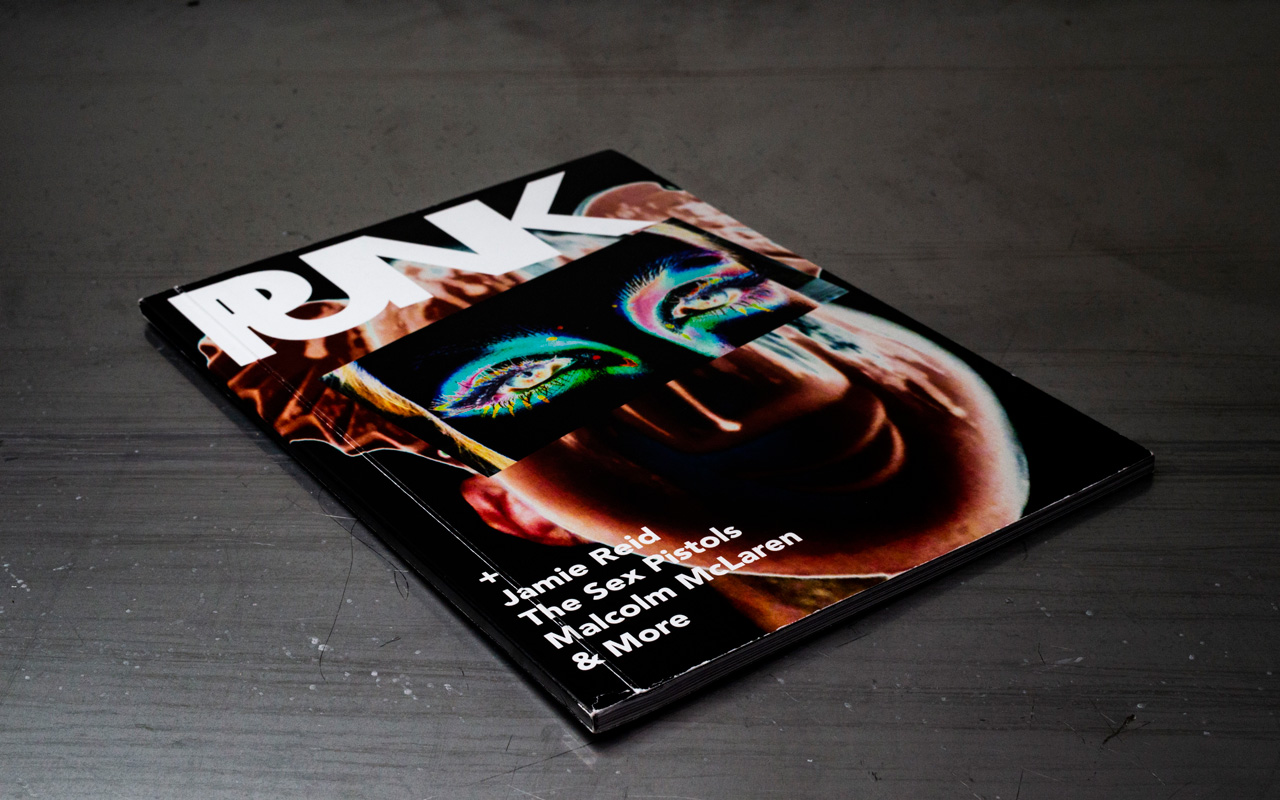 PUNK
+
Jamie Reid
The Sex Pistols
Malcolm McLaren
& More